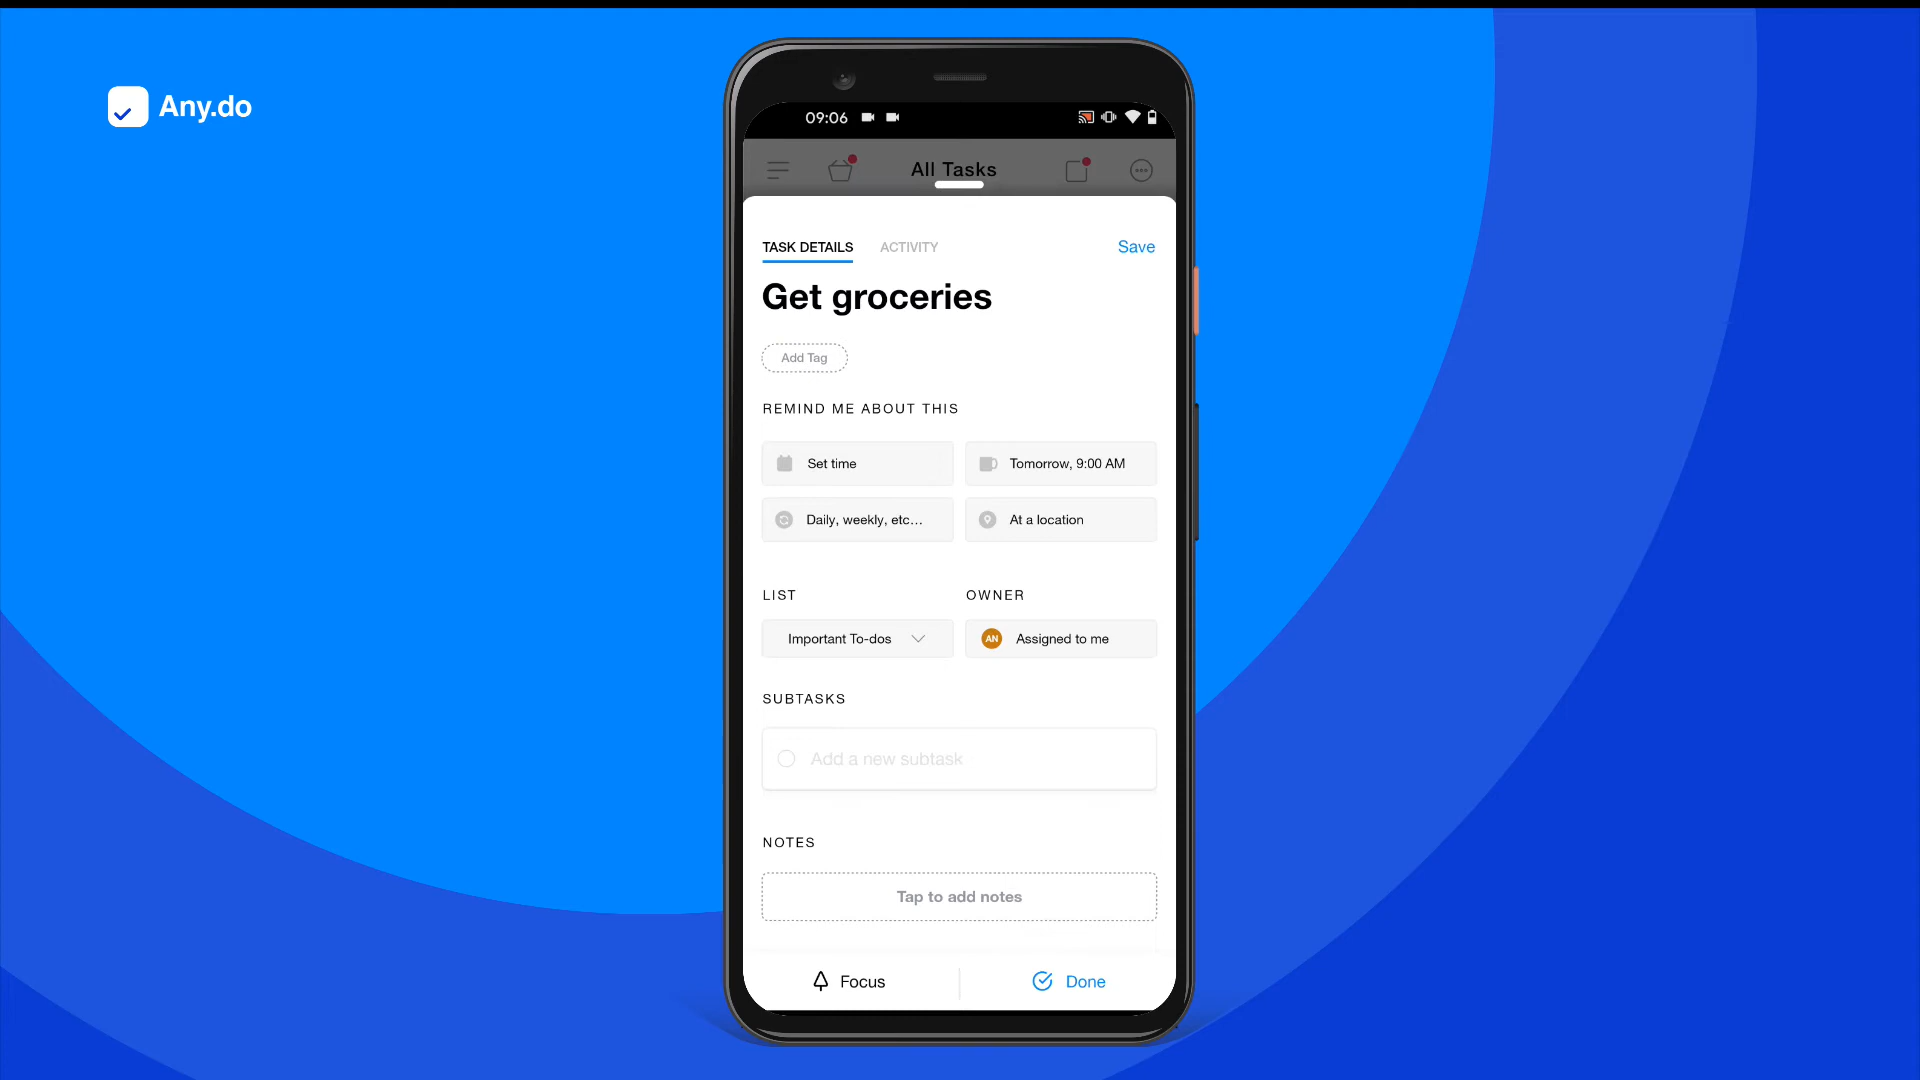 Any.do
09:06
All Tasks
TASK DETAILS ACTIVITY Save
Get groceries
Add Tag
REMIND ME ABOUT THIS
Set time Tomorrow, 9:00 AM
Daily, weekly, etc... At a location
LIST OWNER
Important To-dos AN Assigned to me
SUBTASKS
Add a new subtask
NOTES
Tap to add notes
Focus Done